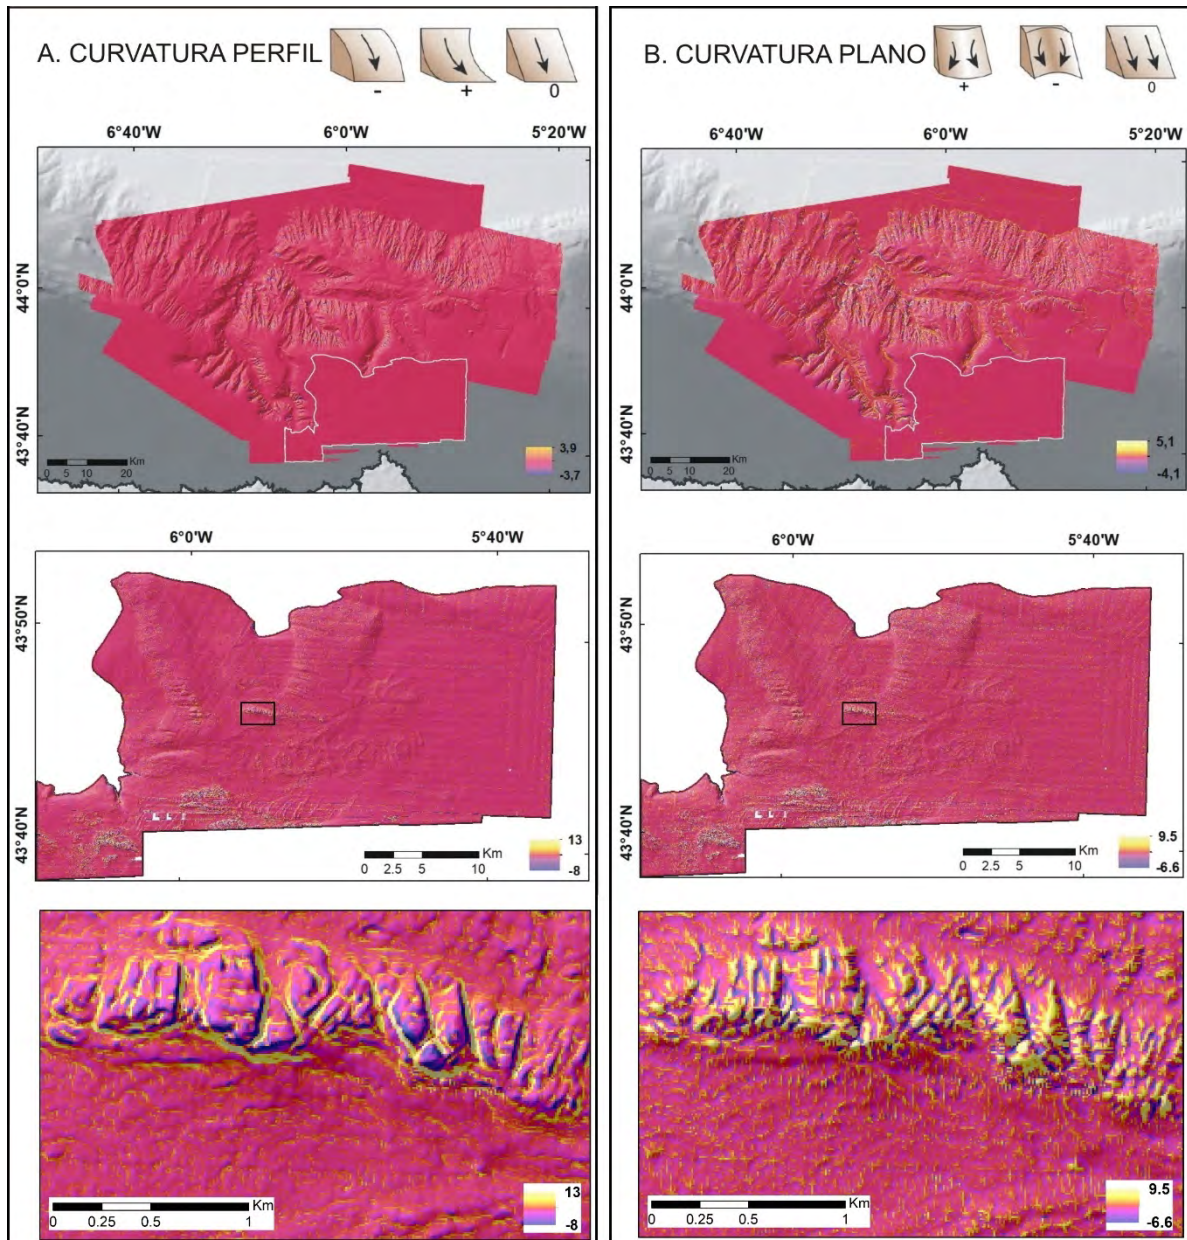 A. CURVATURA PERFIL
- + 0
6°40'W 6°0'W 5°20'W
44°0'N
43°40'N
3,9
-3,7
Km
0 5 10 20
6°0'W 5°40'W
43°50'N
43°40'N
13
-8
Km
0 2.5 5 10
13
-8
Km
0 0.25 0.5 1
B. CURVATURA PLANO
+ - 0
6°40'W 6°0'W 5°20'W
44°0'N
43°40'N
5,1
-4,1
Km
0 5 10 20
6°0'W 5°40'W
43°50'N
43°40'N
9.5
-6.6
Km
0 2.5 5 10
9.5
-6.6
Km
0 0.25 0.5 1